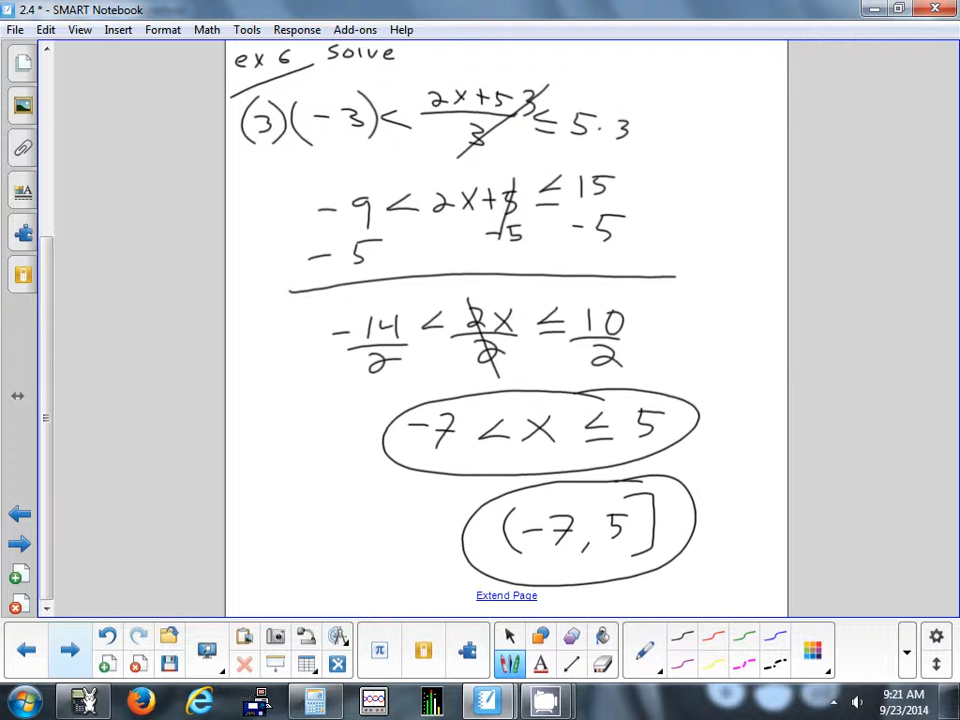 2.4 * - SMART Notebook
File Edit View Insert Format Math Tools Response Add-ons Help
ex 6 Solve
(3)(-3) < 2x+5/3 · 3 ≤ 5·3
-9 < 2x+5 ≤ 15
-5 -5 -5
-14/2 < 2x/2 ≤ 10/2
-7 < x ≤ 5
(-7, 5]
Extend Page
9:21 AM
9/23/2014